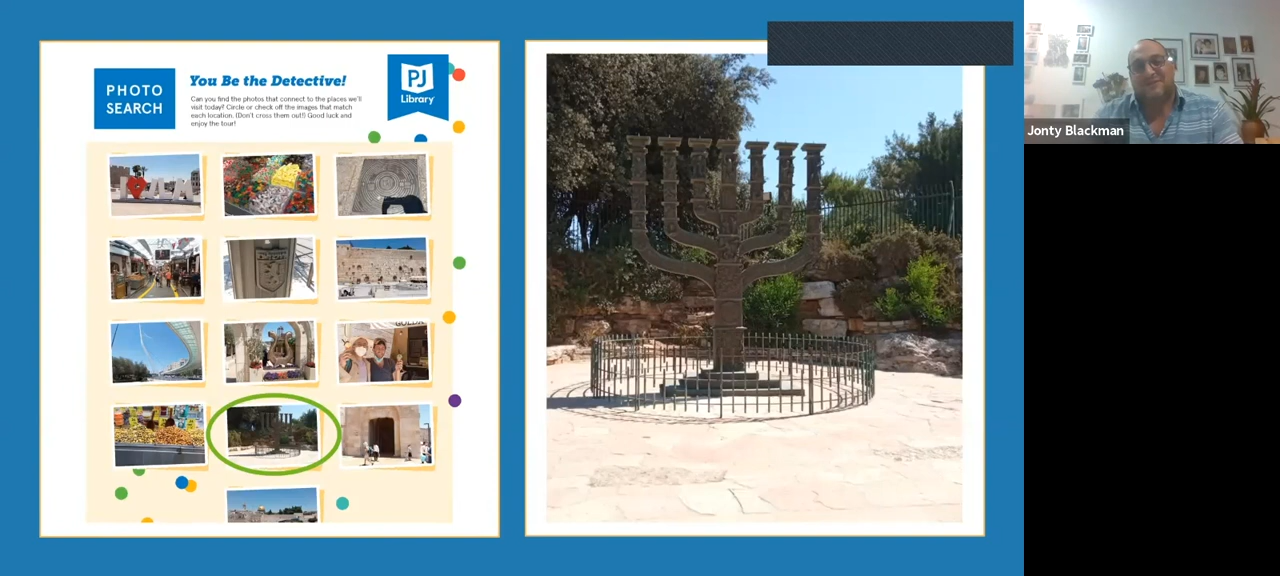 PHOTO
SEARCH
You Be the Detective!
Can you find the photos that connect to the places we'll
visit today? Circle or check off the images that match
each location. (Don't cross them out!) Good luck and
enjoy the tour!
PJ
Library
Jonty Blackman